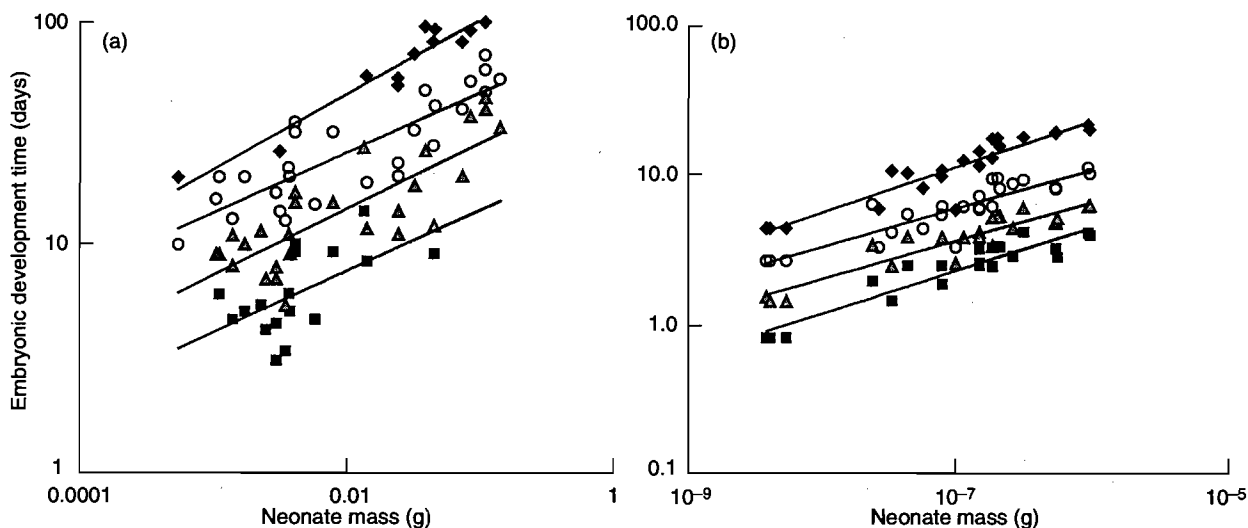 (a)
Embryonic development time (days)
100
10
1
0.0001
0.01
1
Neonate mass (g)
(b)
100.0
10.0
1.0
0.1
10⁻⁹
10⁻⁷
10⁻⁵
Neonate mass (g)